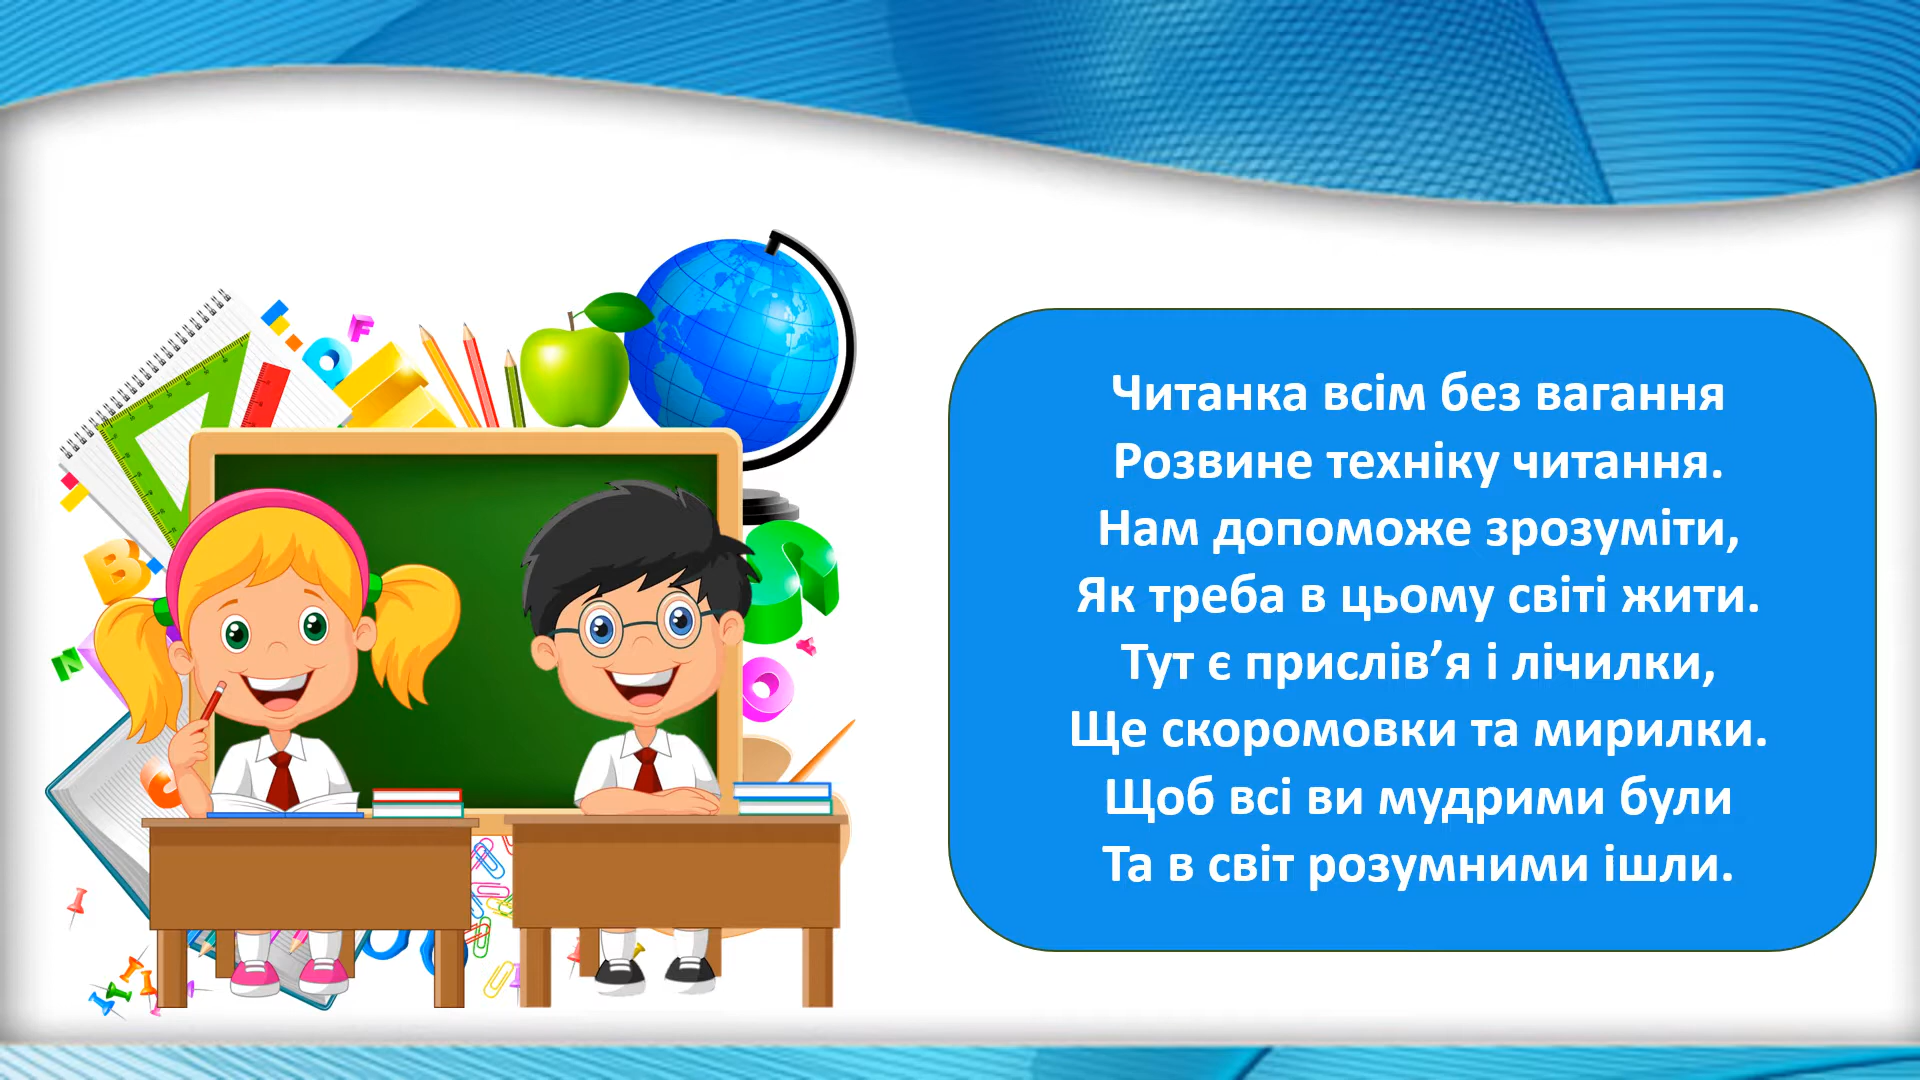 Читанка всім без вагання
Розвине техніку читання.
Нам допоможе зрозуміти,
Як треба в цьому світі жити.
Тут є прислів’я і лічилки,
Ще скоромовки та мирилки.
Щоб всі ви мудрими були
Та в світ розумними ішли.